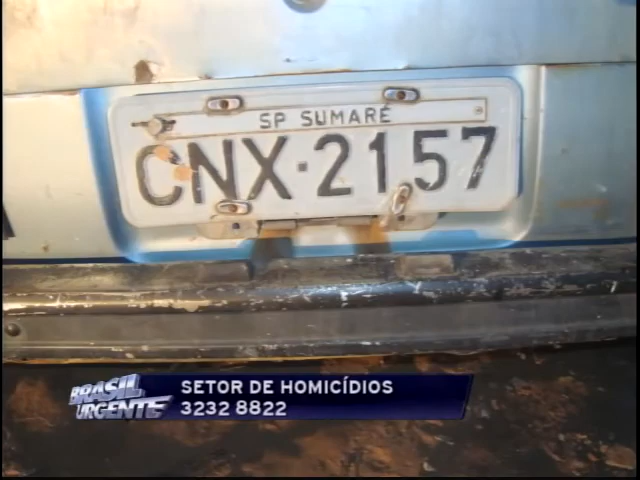 SP SUMARÉ
CNX·2157
BRASIL
URGENTE
SETOR DE HOMICÍDIOS
3232 8822